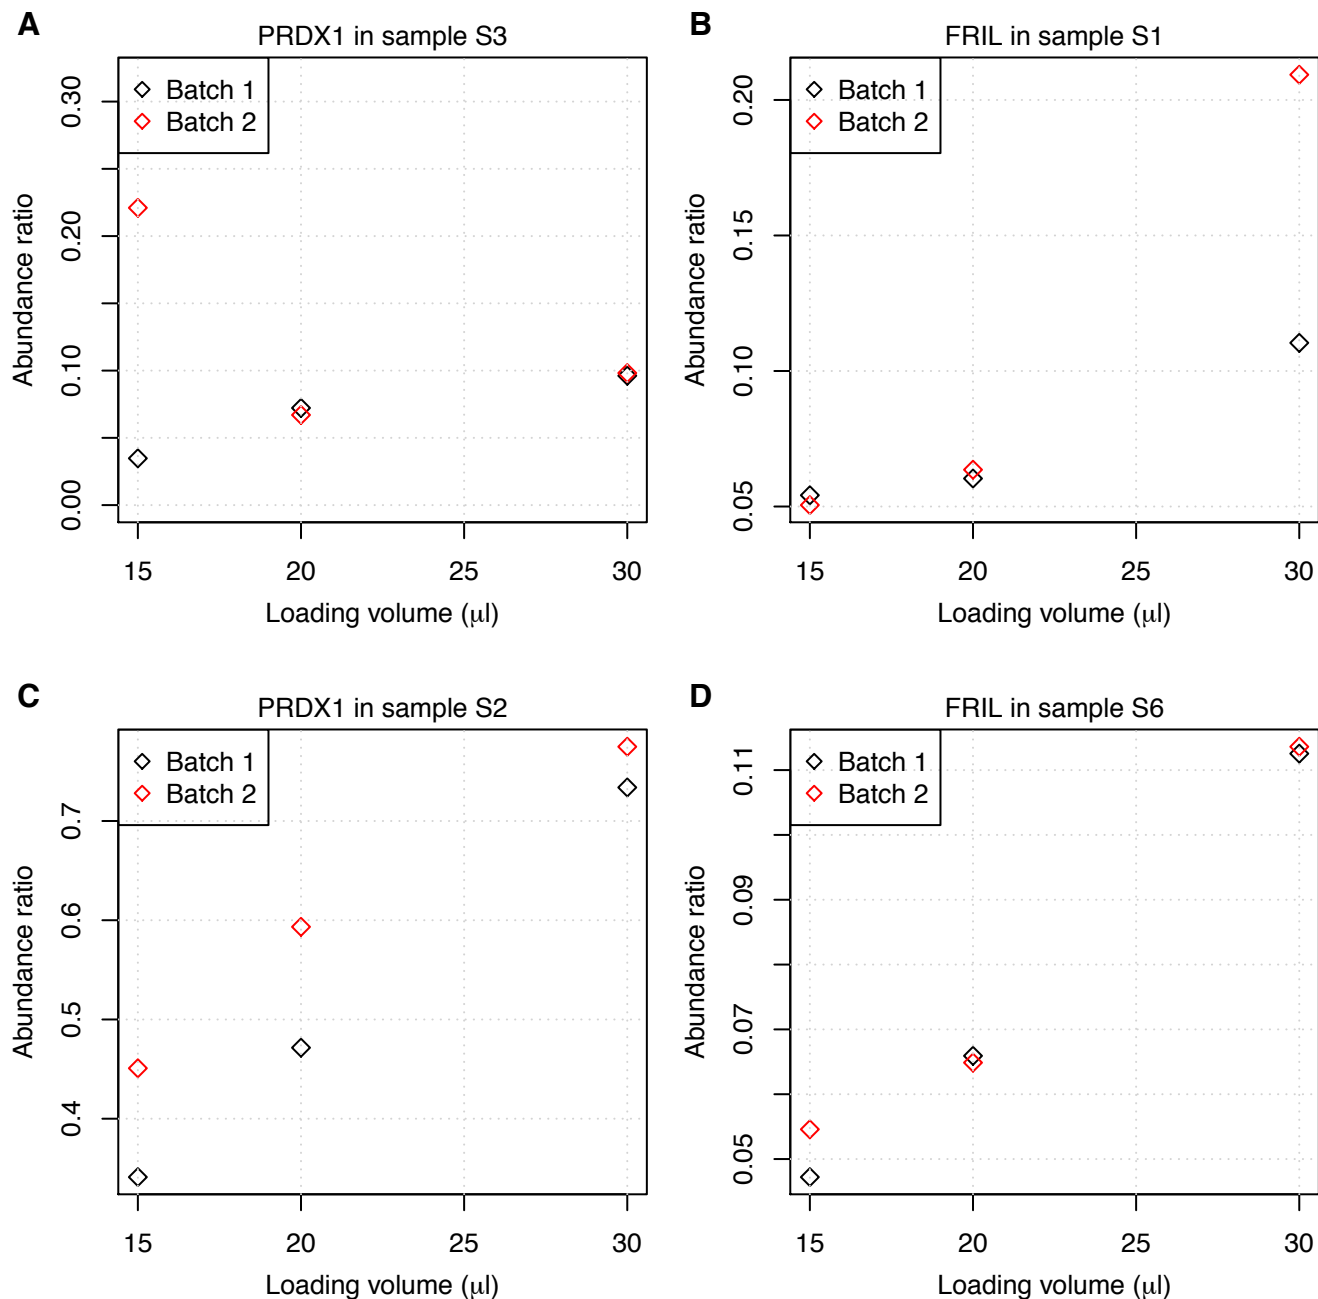 A
PRDX1 in sample S3
Batch 1
Batch 2
Abundance ratio
0.00
0.10
0.20
0.30
15
20
25
30
Loading volume (μl)
B
FRIL in sample S1
Batch 1
Batch 2
Abundance ratio
0.05
0.10
0.15
0.20
15
20
25
30
Loading volume (μl)
C
PRDX1 in sample S2
Batch 1
Batch 2
Abundance ratio
0.4
0.5
0.6
0.7
15
20
25
30
Loading volume (μl)
D
FRIL in sample S6
Batch 1
Batch 2
Abundance ratio
0.05
0.07
0.09
0.11
15
20
25
30
Loading volume (μl)